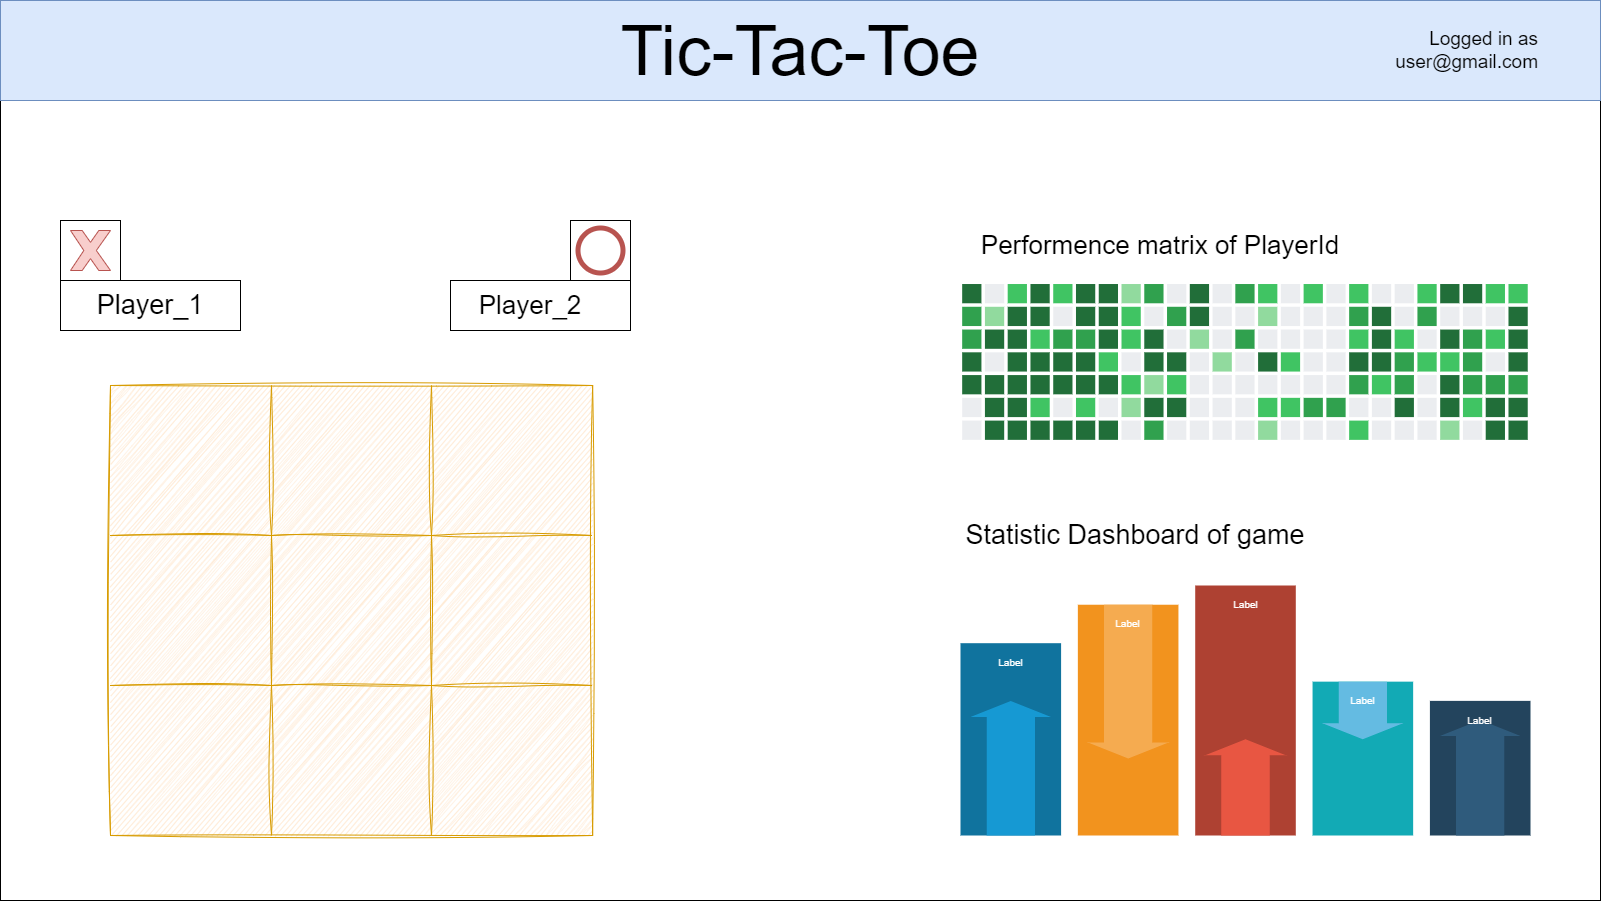 Tic-Tac-Toe
Logged in as
user@gmail.com
X
Player_1
Player_2
Performence matrix of PlayerId
Statistic Dashboard of game
Label
Label
Label
Label
Label